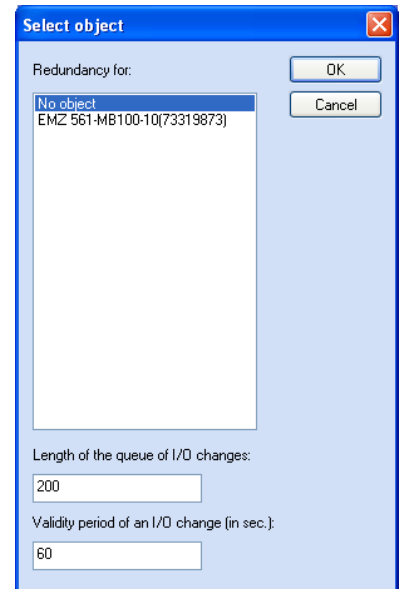 Select object
Redundancy for:
OK
No object
Cancel
EMZ 561-MB100-10(73319873)
Length of the queue of I/O changes:
200
Validity period of an I/O change (in sec.):
60